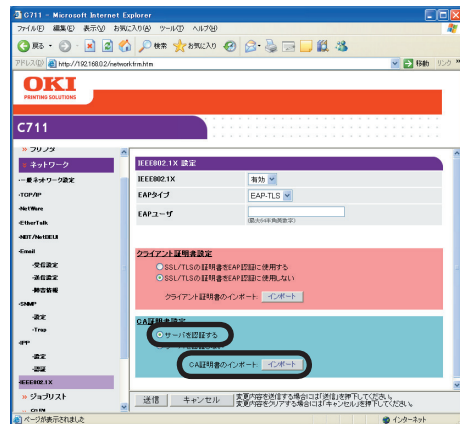 C711 - Microsoft Internet Explorer
ファイル(F) 編集(E) 表示(V) お気に入り(A) ツール(T) ヘルプ(H)
戻る 検索 お気に入り
アドレス(D) http://192.168.0.2/networkfrm.htm 移動 リンク »
OKI
PRINTING SOLUTIONS
C711
» プリンタ
» ネットワーク
-一般ネットワーク設定
-TCP/IP
-NetWare
-EtherTalk
-NBT/NetBEUI
-Email
-受信設定
-送信設定
-障害情報
-SNMP
-設定
-Trap
-IPP
-設定
-認証
-IEEE802.1X
» ジョブリスト
IEEE802.1X 設定
IEEE802.1X 有効
EAPタイプ EAP-TLS
EAPユーザ
(最大64半角英数字)
クライアント証明書設定
SSL/TLSの証明書をEAP認証に使用する
SSL/TLSの証明書をEAP認証に使用しない
クライアント証明書のインポート インポート
CA証明書設定
サーバを認証する
CA証明書のインポート インポート
送信 キャンセル
変更内容を送信する場合には「送信」を押下してください。
変更内容をクリアする場合には「キャンセル」を押下してください。
ページが表示されました インターネット